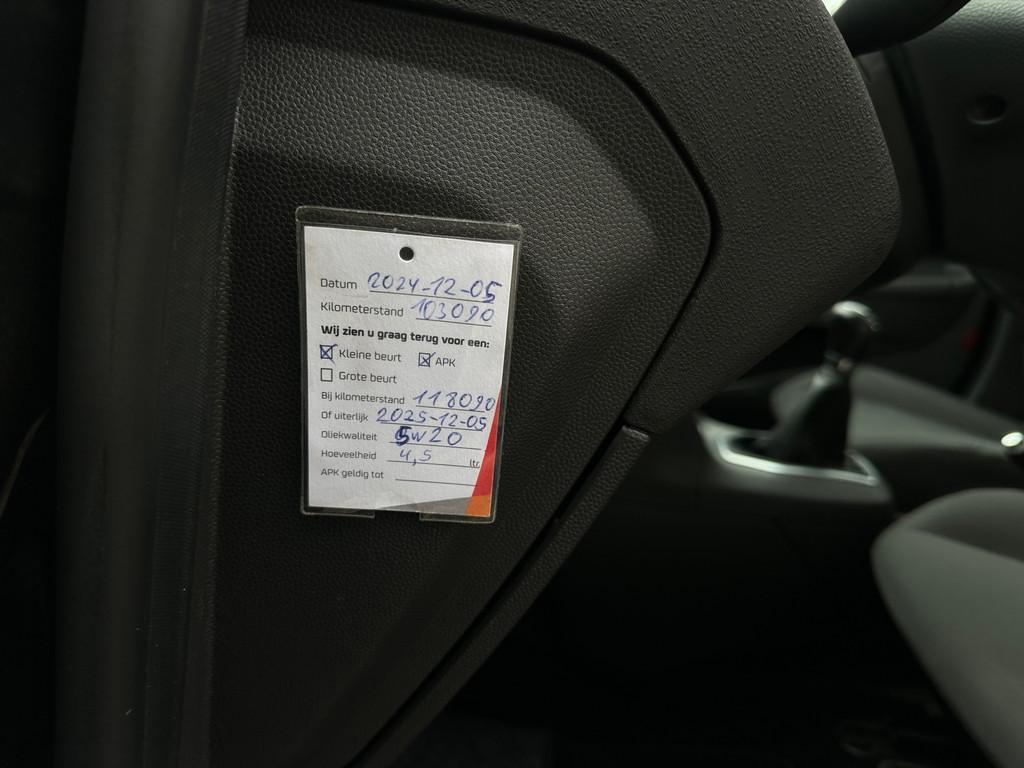 Datum 2024-12-05
Kilometerstand 103090
Wij zien u graag terug voor een:
Kleine beurt APK
Grote beurt
Bij kilometerstand 118090
Of uiterlijk 2025-12-05
Oliekwaliteit 5W20
Hoeveelheid 4,5 ltr.
APK geldig tot